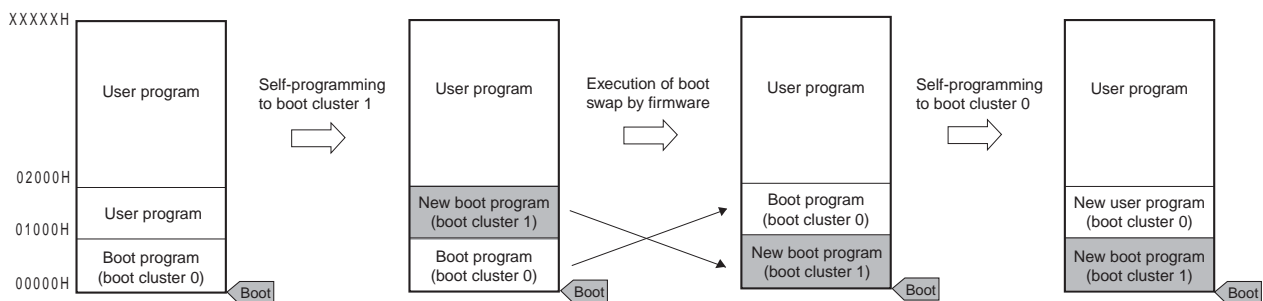 XXXXXH
User program
02000H
User program
01000H
Boot program
(boot cluster 0)
00000H
Boot
Self-programming
to boot cluster 1
User program
New boot program
(boot cluster 1)
Boot program
(boot cluster 0)
Boot
Execution of boot
swap by firmware
User program
Boot program
(boot cluster 0)
New boot program
(boot cluster 1)
Boot
Self-programming
to boot cluster 0
User program
New user program
(boot cluster 0)
New boot program
(boot cluster 1)
Boot